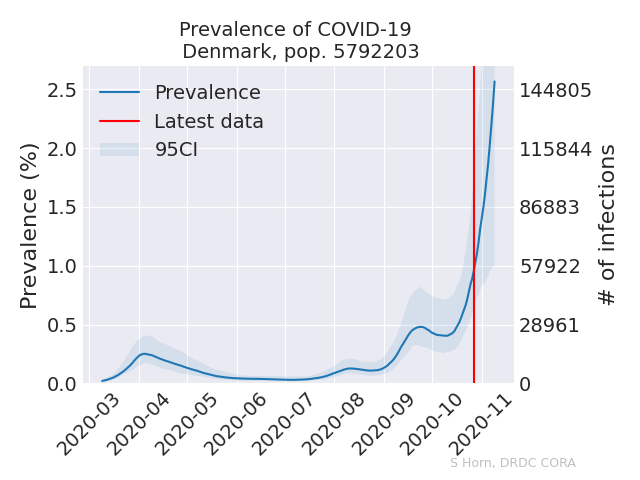 Prevalence of COVID-19
Denmark, pop. 5792203
Prevalence
Latest data
95CI
Prevalence (%)
2.5
2.0
1.5
1.0
0.5
0.0
144805
115844
86883
57922
28961
0
# of infections
2020-03
2020-04
2020-05
2020-06
2020-07
2020-08
2020-09
2020-10
2020-11
S Horn, DRDC CORA